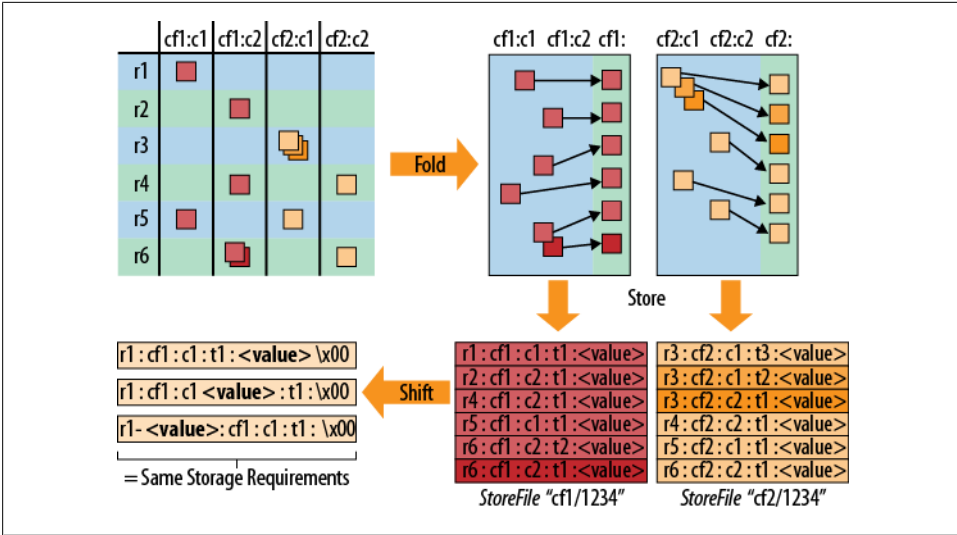 cf1:c1 cf1:c2 cf2:c1 cf2:c2
r1
r2
r3
r4
r5
r6
Fold
cf1:c1 cf1:c2 cf1:
cf2:c1 cf2:c2 cf2:
Store
r1 : cf1 : c1 : t1 : <value> \x00
r1 : cf1 : c1 <value> : t1 : \x00
r1- <value>: cf1 : c1 : t1 : \x00
= Same Storage Requirements
Shift
r1 : cf1 : c1 : t1 :<value>
r2 : cf1 : c2 : t1 :<value>
r4 : cf1 : c2 : t1 :<value>
r5 : cf1 : c1 : t1 :<value>
r6 : cf1 : c2 : t2 :<value>
r6 : cf1 : c2 : t1 :<value>
StoreFile “cf1/1234”
r3 : cf2 : c1 : t3 :<value>
r3 : cf2 : c1 : t2 :<value>
r3 : cf2 : c2 : t1 :<value>
r4 : cf2 : c2 : t1 :<value>
r5 : cf2 : c1 : t1 :<value>
r6 : cf2 : c2 : t1 :<value>
StoreFile “cf2/1234”